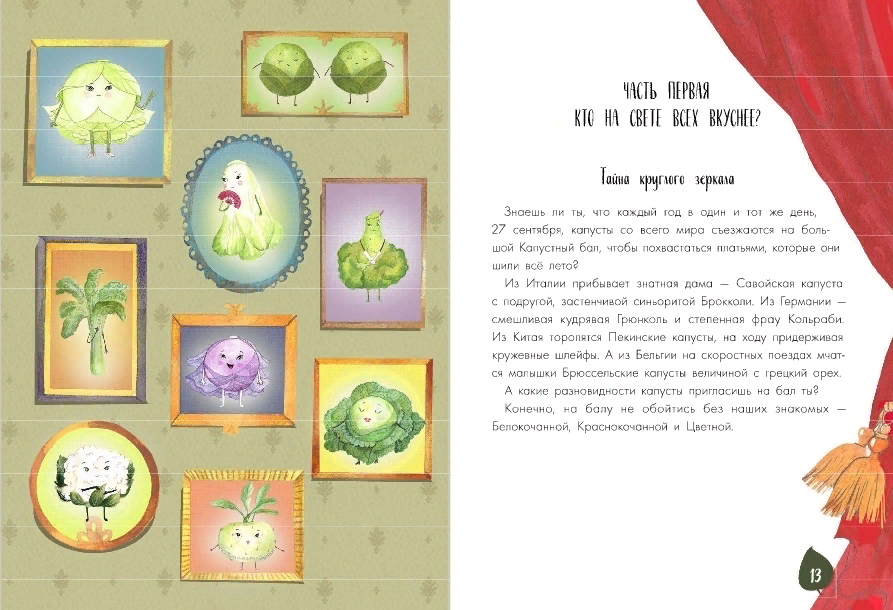 ЧАСТЬ ПЕРВАЯ
КТО НА СВЕТЕ ВСЕХ ВКУСНЕЕ?
Тайна круглого зеркала
Знаешь ли ты, что каждый год в один и тот же день,
27 сентября, капусты со всего мира съезжаются на боль-
шой Капустный бал, чтобы похвастаться платьями, которые они
шили всё лето?
Из Италии прибывает знатная дама — Савойская капуста
с подругой, застенчивой синьоритой Брокколи. Из Германии —
смешливая кудрявая Грюнколь и степенная фрау Кольраби.
Из Китая торопятся Пекинские капусты, на ходу придерживая
кружевные шлейфы. А из Бельгии на скоростных поездах мчат-
ся малышки Брюссельские капусты величиной с грецкий орех.
А какие разновидности капусты пригласишь на бал ты?
Конечно, на балу не обойтись без наших знакомых —
Белокочанной, Краснокочанной и Цветной.
13